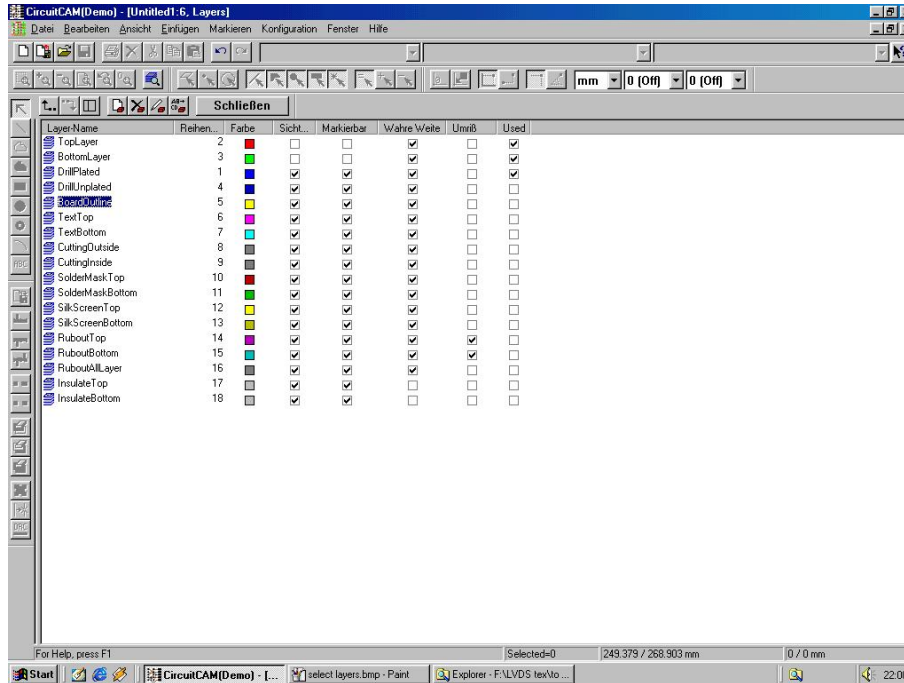 CircuitCAM(Demo) - [Untitled1:6, Layers]
Datei Bearbeiten Ansicht Einfügen Markieren Konfiguration Fenster Hilfe
mm 0 (Off) 0 (Off)
Schließen
Layer-Name Reihen... Farbe Sicht... Markierbar Wahre Weite Umriß Used
TopLayer 2
BottomLayer 3
DrillPlated 1
DrillUnplated 4
BoardOutline 5
TextTop 6
TextBottom 7
CuttingOutside 8
CuttingInside 9
SolderMaskTop 10
SolderMaskBottom 11
SilkScreenTop 12
SilkScreenBottom 13
RuboutTop 14
RuboutBottom 15
RuboutAllLayer 16
InsulateTop 17
InsulateBottom 18
ABC
DRC
For Help, press F1 Selected=0 249.379 / 268.903 mm 0 / 0 mm
Start CircuitCAM(Demo) - [... select layers.bmp - Paint Explorer - F:\LVDS tex\to ...